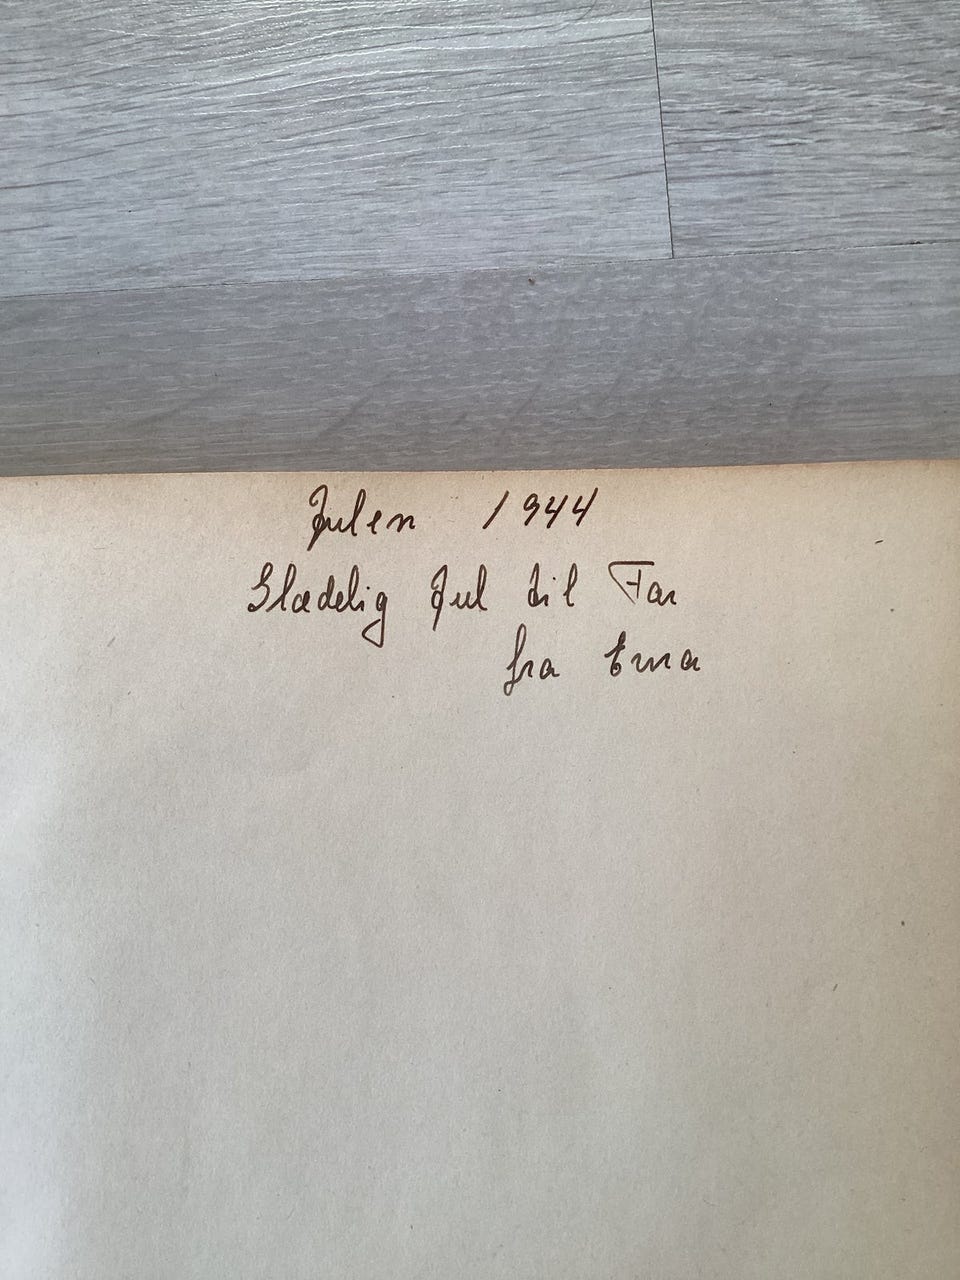 Julen 1944
Glædelig Jul til Far
fra Erna